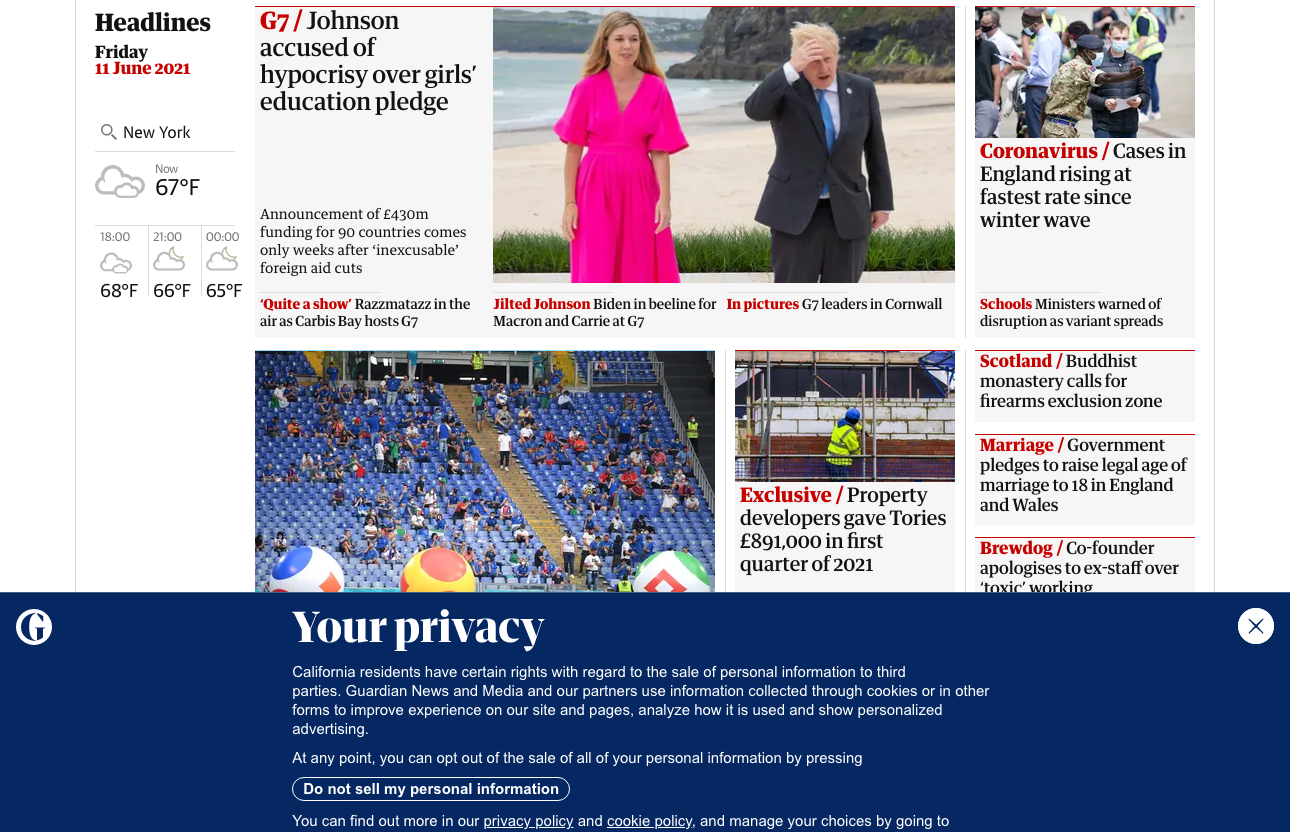 Headlines
Friday
11 June 2021
New York
Now
67°F
18:00
21:00
00:00
68°F
66°F
65°F
G7 / Johnson
accused of
hypocrisy over girls’
education pledge
Announcement of £430m
funding for 90 countries comes
only weeks after ‘inexcusable’
foreign aid cuts
‘Quite a show’ Razzmatazz in the
air as Carbis Bay hosts G7
Jilted Johnson Biden in beeline for
Macron and Carrie at G7
In pictures G7 leaders in Cornwall
Coronavirus / Cases in
England rising at
fastest rate since
winter wave
Schools Ministers warned of
disruption as variant spreads
Exclusive / Property
developers gave Tories
£891,000 in first
quarter of 2021
Scotland / Buddhist
monastery calls for
firearms exclusion zone
Marriage / Government
pledges to raise legal age of
marriage to 18 in England
and Wales
Brewdog / Co-founder
apologises to ex-staff over
‘toxic’ working
G
Your privacy
California residents have certain rights with regard to the sale of personal information to third
parties. Guardian News and Media and our partners use information collected through cookies or in other
forms to improve experience on our site and pages, analyze how it is used and show personalized
advertising.
At any point, you can opt out of the sale of all of your personal information by pressing
Do not sell my personal information
You can find out more in our privacy policy and cookie policy, and manage your choices by going to